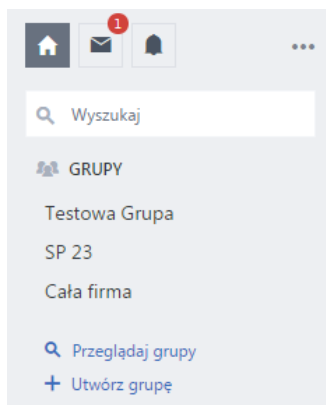 1
Wyszukaj
GRUPY
Testowa Grupa
SP 23
Cała firma
Przeglądaj grupy
Utwórz grupę